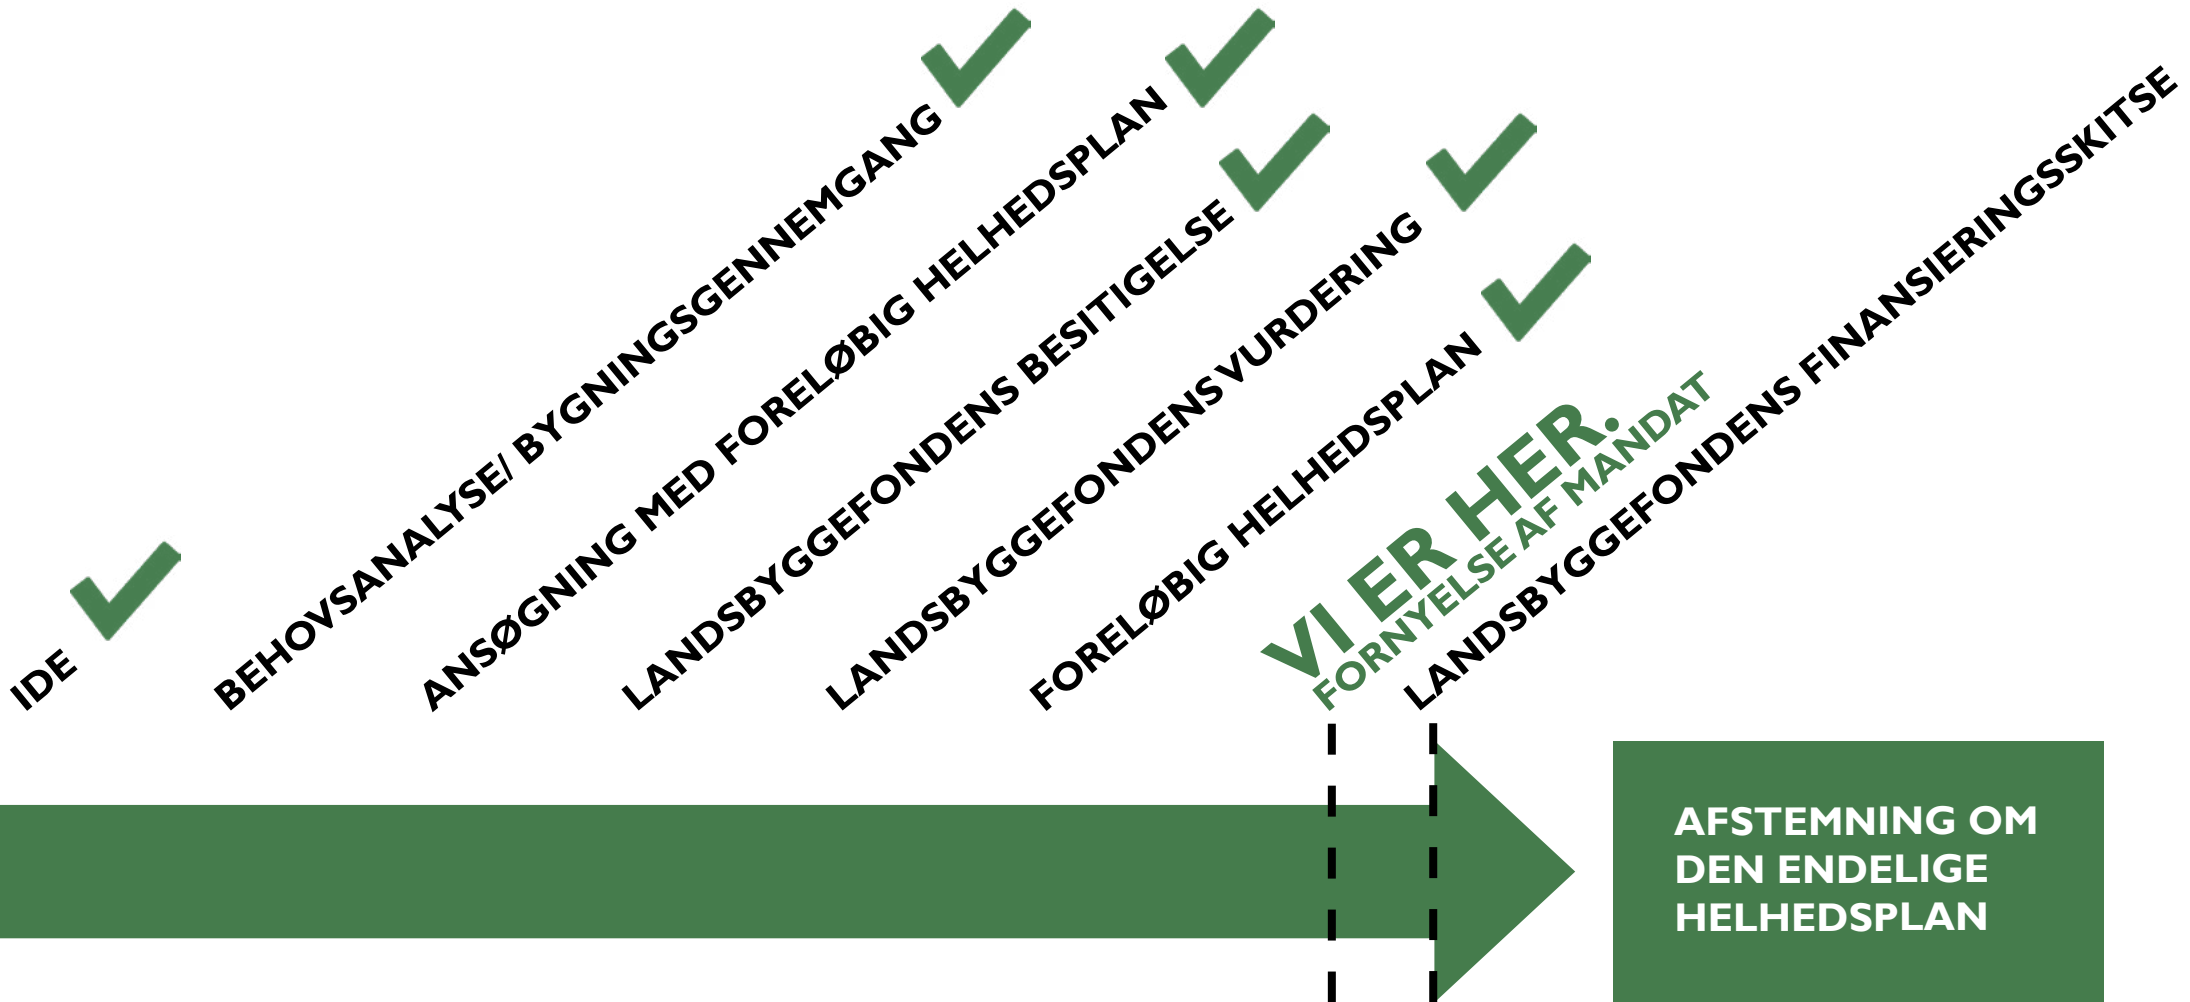 IDE
BEHOVSANALYSE/ BYGNINGSGENNEMGANG
ANSØGNING MED FORELØBIG HELHEDSPLAN
LANDSBYGGEFONDENS BESITIGELSE
LANDSBYGGEFONDENS VURDERING
FORELØBIG HELHEDSPLAN
VI ER HER.
FORNYELSE AF MANDAT
LANDSBYGGEFONDENS FINANSIERINGSSKITSE
AFSTEMNING OM
DEN ENDELIGE
HELHEDSPLAN